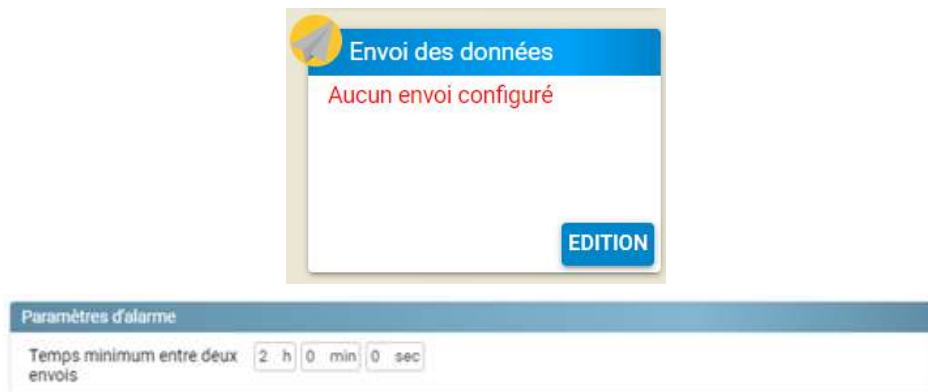 Envoi des données
Aucun envoi configuré
EDITION
Paramètres d'alarme
Temps minimum entre deux 2 h 0 min 0 sec
envois